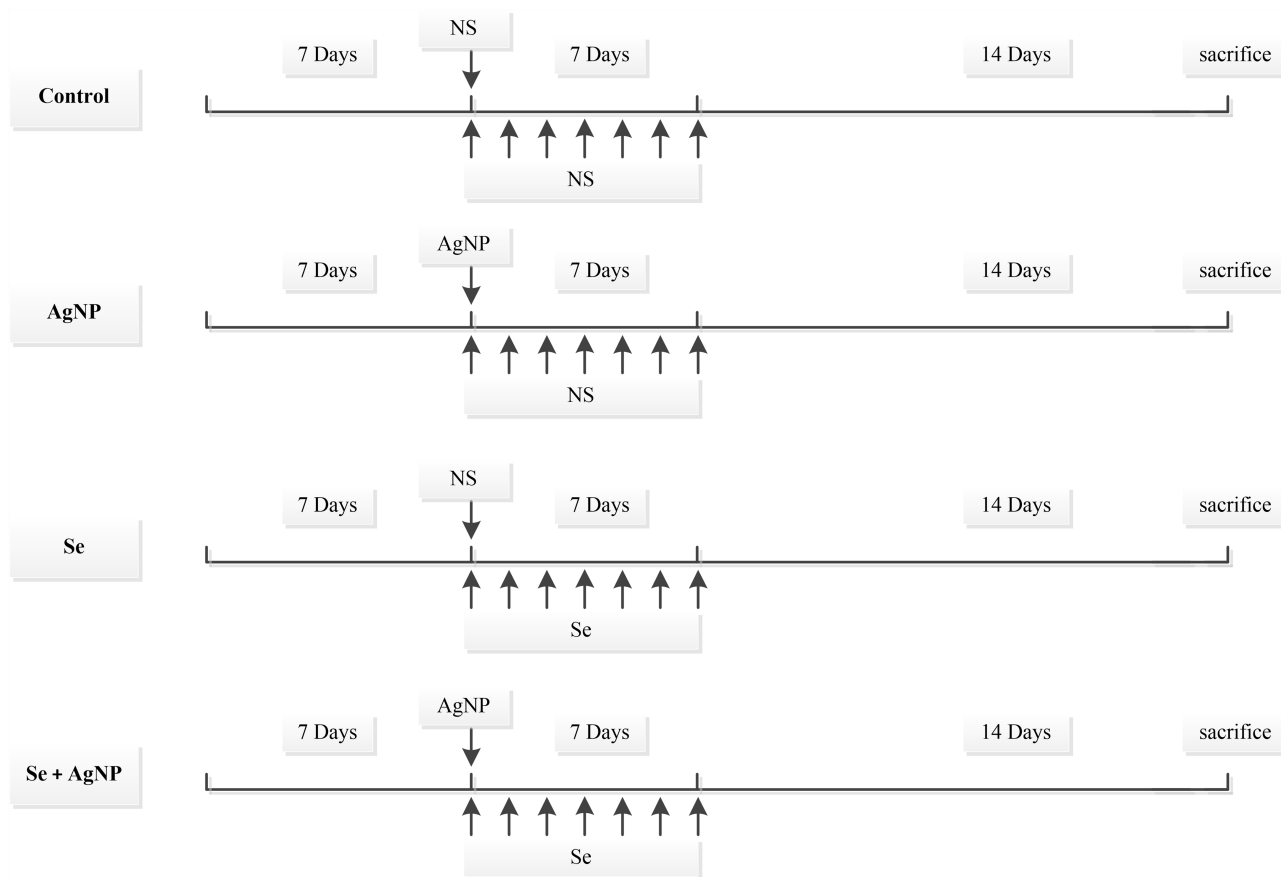 NS
7 Days
7 Days
14 Days
sacrifice
Control
NS
AgNP
7 Days
7 Days
14 Days
sacrifice
AgNP
NS
NS
7 Days
7 Days
14 Days
sacrifice
Se
Se
AgNP
7 Days
7 Days
14 Days
sacrifice
Se + AgNP
Se